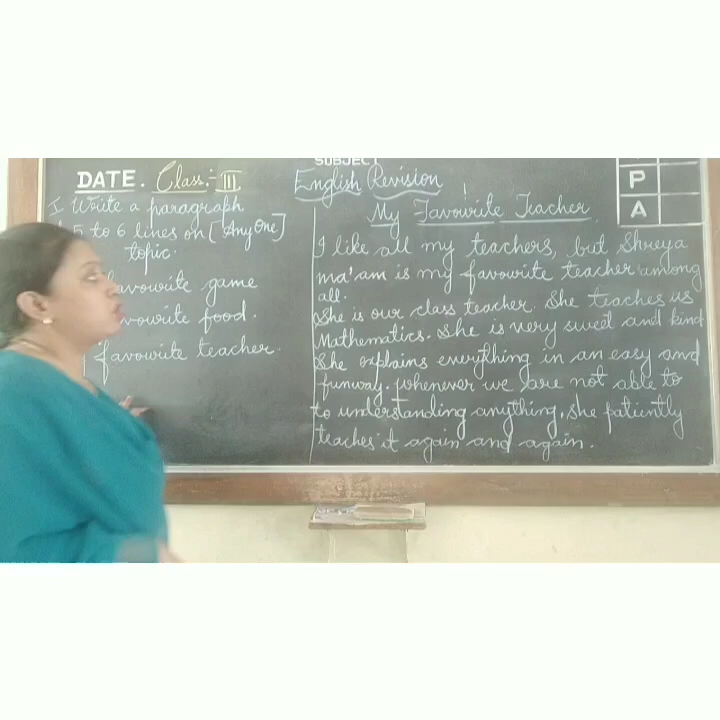 SUBJECT
DATE. Class:- III
English Revision
P
A
I Write a paragraph
5 to 6 lines on [Any One]
topic.
favourite game
favourite food.
favourite teacher.
My Favourite Teacher
I like all my teachers, but Shreya
ma'am is my favourite teacher among
all.
She is our class teacher. She teaches us
Mathematics. She is very sweet and kind
She explains everything in an easy and
funway. Whenever we are not able to
to understanding anything, she patiently
teaches it again and again.